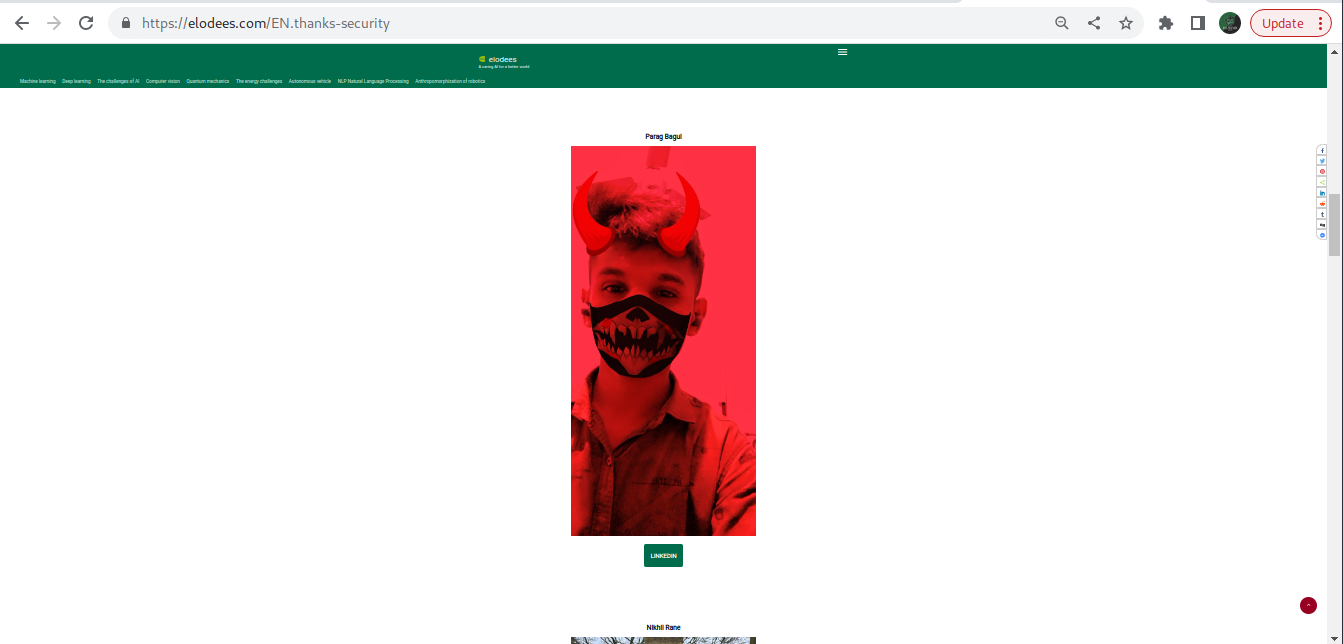 https://elodees.com/EN.thanks-security
Update
elodees
A caring AI for a better world
Machine learning Deep learning The challenges of AI Computer vision Quantum mechanics The energy challenges Autonomous vehicle NLP Natural Language Processing Anthropomorphization of robotics
Parag Bagul
LINKEDIN
Nikhil Rane